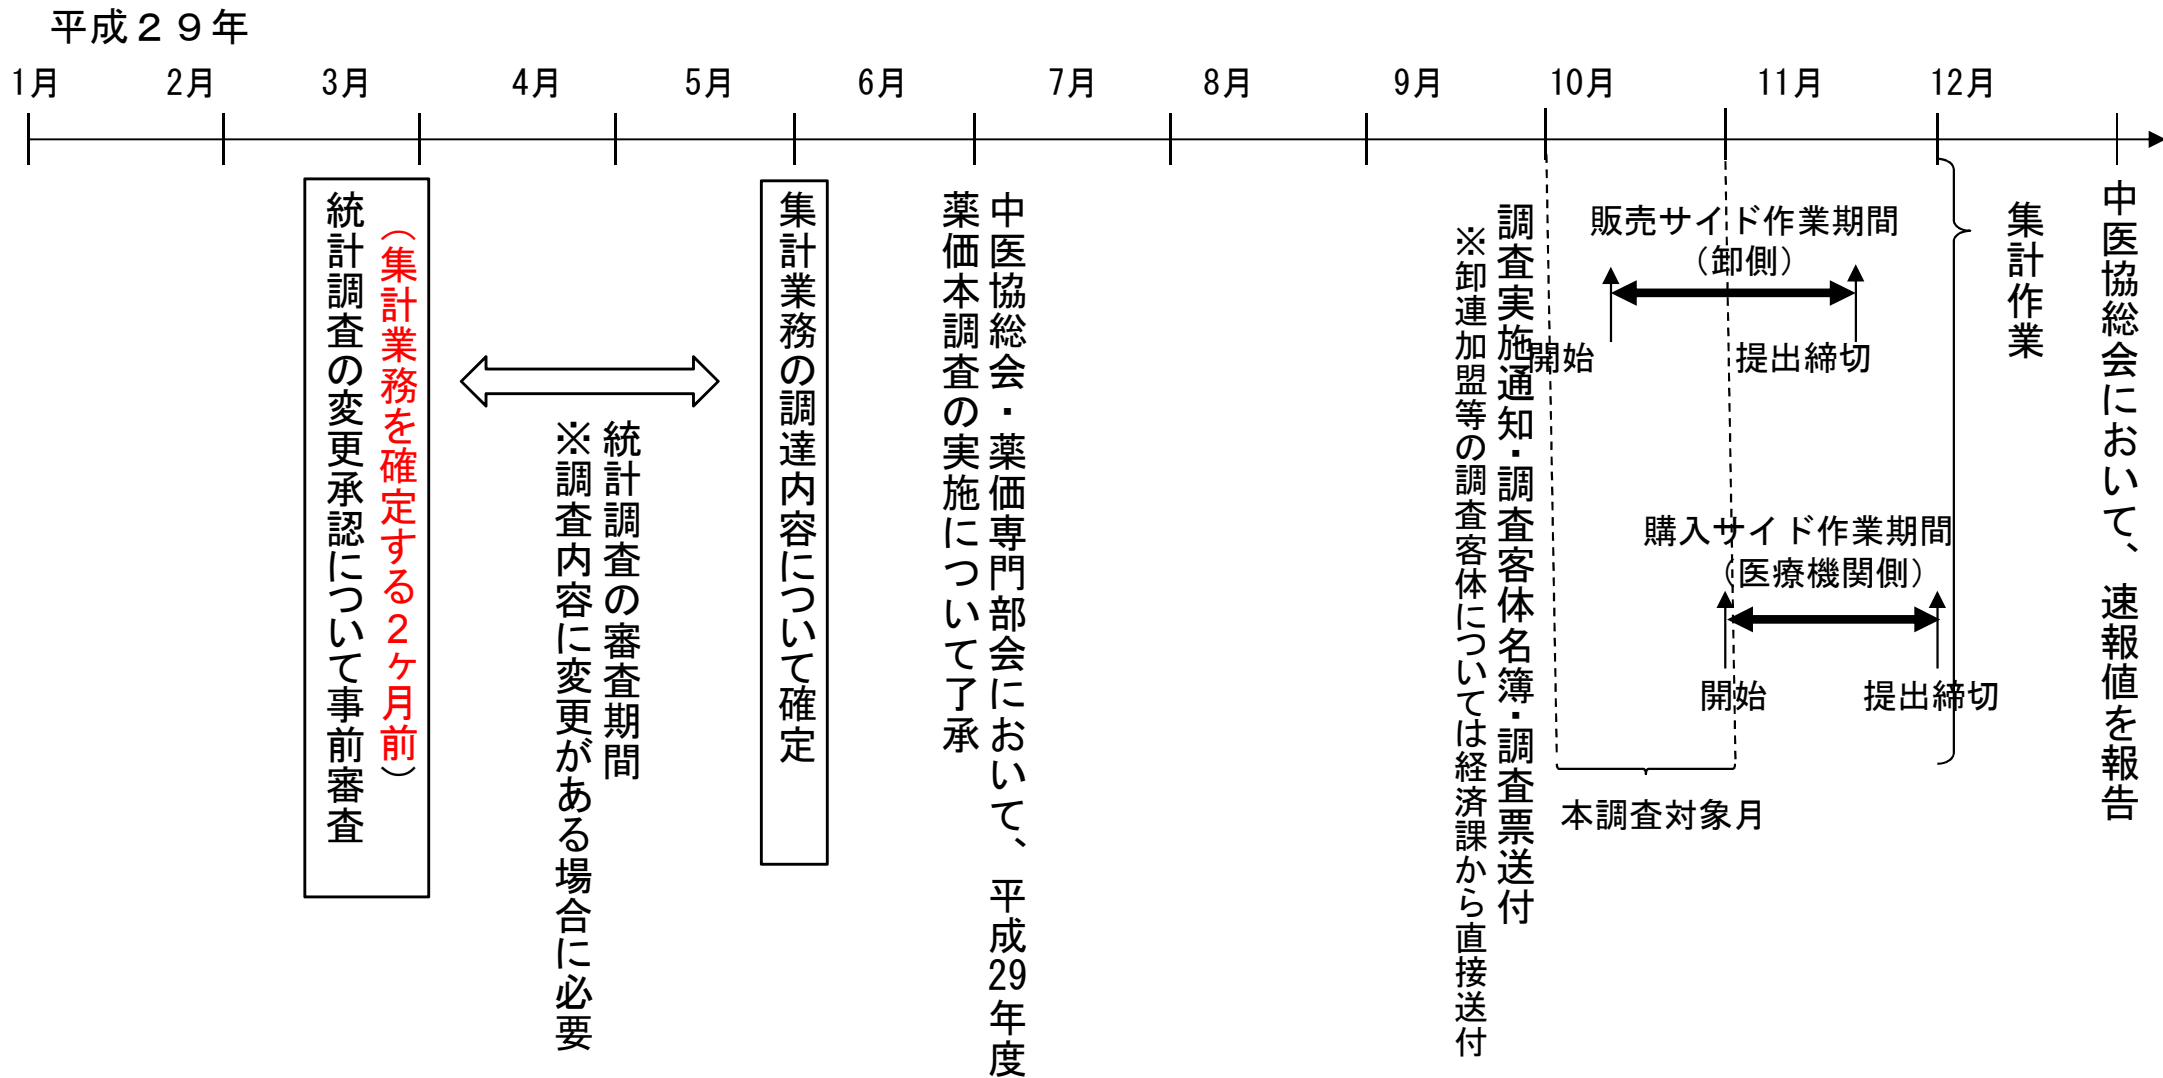 平成２９年
1月 2月 3月 4月 5月 6月 7月 8月 9月 10月 11月 12月
統計調査の変更承認について事前審査
（集計業務を確定する２ヶ月前）
統計調査の審査期間
※調査内容に変更がある場合に必要
集計業務の調達内容について確定
中医協総会・薬価専門部会において、平成29年度
薬価本調査の実施について了承
調査実施通知・調査客体名簿・調査票送付
※卸連加盟等の調査客体については経済課から直接送付
販売サイド作業期間
（卸側）
開始
提出締切
購入サイド作業期間
（医療機関側）
開始
提出締切
本調査対象月
集計作業
中医協総会において、速報値を報告